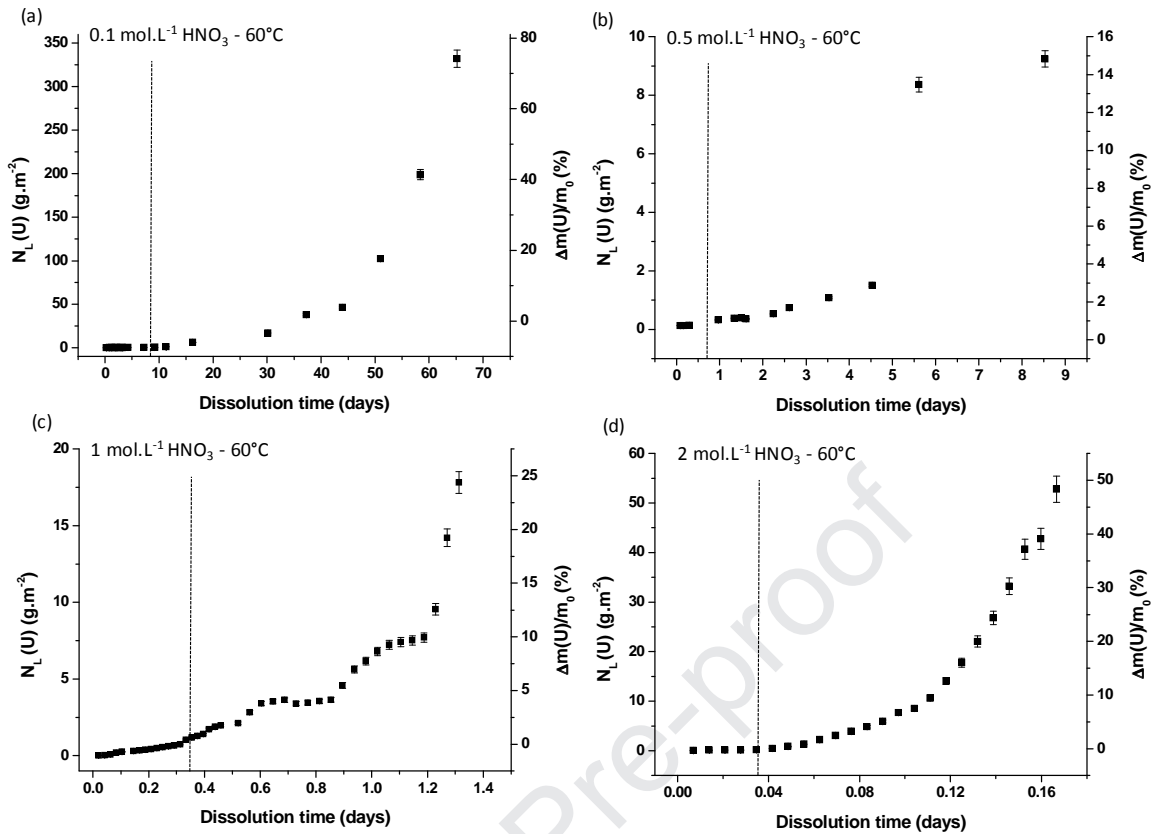 (a)
0.1 mol.L⁻¹ HNO₃ - 60°C
N_L (U) (g.m⁻²)
350
300
250
200
150
100
50
0
80
60
40
20
0
Δm(U)/m₀ (%)
0 10 20 30 40 50 60 70
Dissolution time (days)
(b)
0.5 mol.L⁻¹ HNO₃ - 60°C
N_L (U) (g.m⁻²)
10
8
6
4
2
0
16
14
12
10
8
6
4
2
0
Δm(U)/m₀ (%)
0 1 2 3 4 5 6 7 8 9
Dissolution time (days)
(c)
1 mol.L⁻¹ HNO₃ - 60°C
N_L (U) (g.m⁻²)
20
15
10
5
0
25
20
15
10
5
0
Δm(U)/m₀ (%)
0.0 0.2 0.4 0.6 0.8 1.0 1.2 1.4
Dissolution time (days)
(d)
2 mol.L⁻¹ HNO₃ - 60°C
N_L (U) (g.m⁻²)
60
50
40
30
20
10
0
50
40
30
20
10
0
Δm(U)/m₀ (%)
0.00 0.04 0.08 0.12 0.16
Dissolution time (days)
Pre-proof